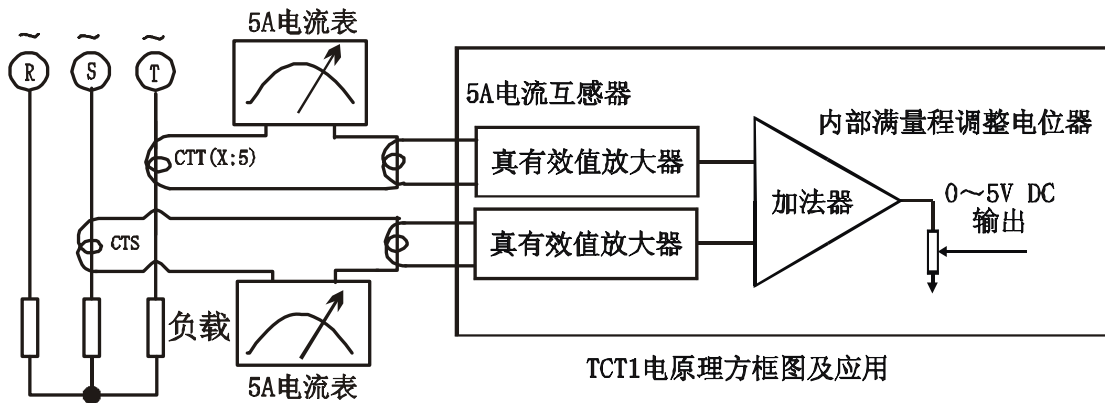 5A电流表
~ ~ ~
R S T
5A电流互感器
内部满量程调整电位器
CTT(X:5)
真有效值放大器
加法器
0～5V DC
输出
CTS
真有效值放大器
负载
5A电流表
TCT1电原理方框图及应用